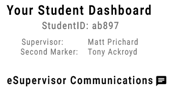 Your Student Dashboard
StudentID: ab897
Supervisor: Matt Prichard
Second Marker: Tony Ackroyd
eSupervisor Communications